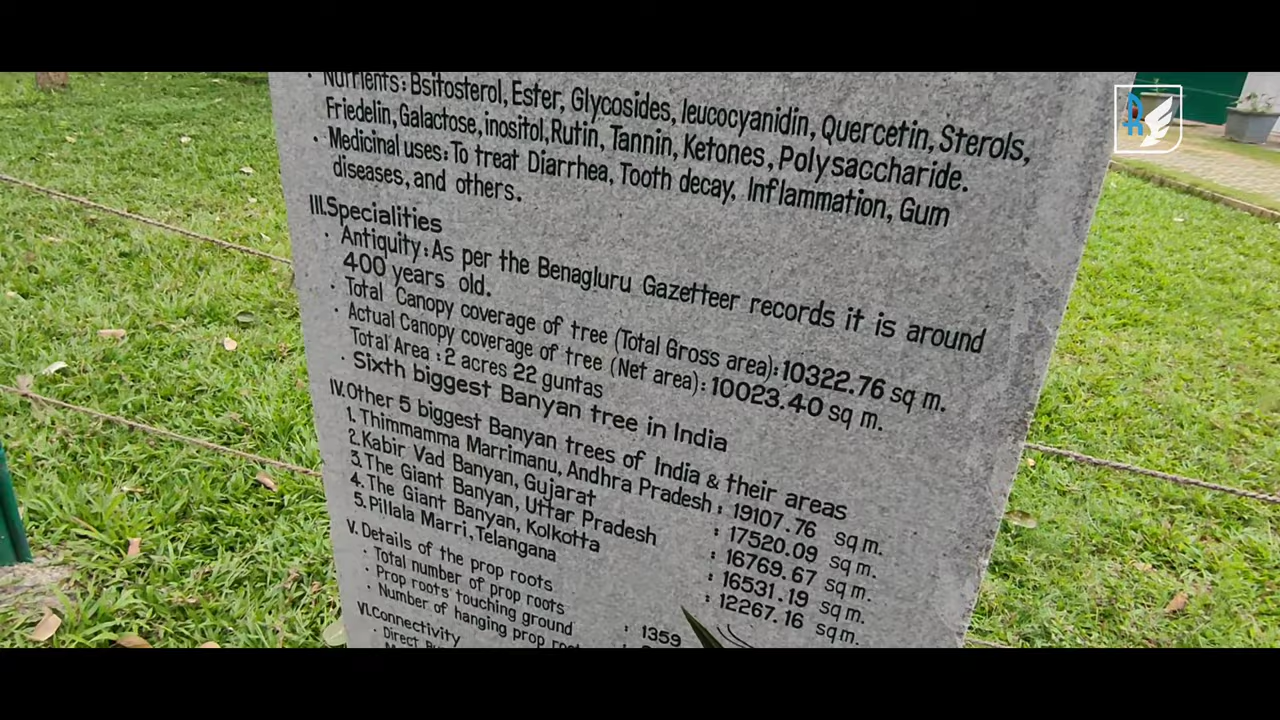 • Nutrients: Bsitosterol, Ester, Glycosides, leucocyanidin, Quercetin, Sterols,
Friedelin, Galactose, inositol, Rutin, Tannin, Ketones, Polysaccharide.
• Medicinal uses: To treat Diarrhea, Tooth decay, Inflammation, Gum
diseases, and others.
III. Specialities
• Antiquity: As per the Benagluru Gazetteer records it is around
400 years old.
• Total Canopy coverage of tree (Total Gross area): 10322.76 sq m.
• Actual Canopy coverage of tree (Net area): 10023.40 sq m.
Total Area : 2 acres 22 guntas
• Sixth biggest Banyan tree in India
IV. Other 5 biggest Banyan trees of India & their areas
1. Thimmamma Marrimanu, Andhra Pradesh : 19107.76 sq m.
2. Kabir Vad Banyan, Gujarat : 17520.09 sq m.
3. The Giant Banyan, Uttar Pradesh : 16769.67 sq m.
4. The Giant Banyan, Kolkotta : 16531.19 sq m.
5. Pillala Marri, Telangana : 12267.16 sq m.
V. Details of the prop roots
• Total number of prop roots : 1359
• Prop roots touching ground
• Number of hanging prop
VI. Connectivity
• Direct